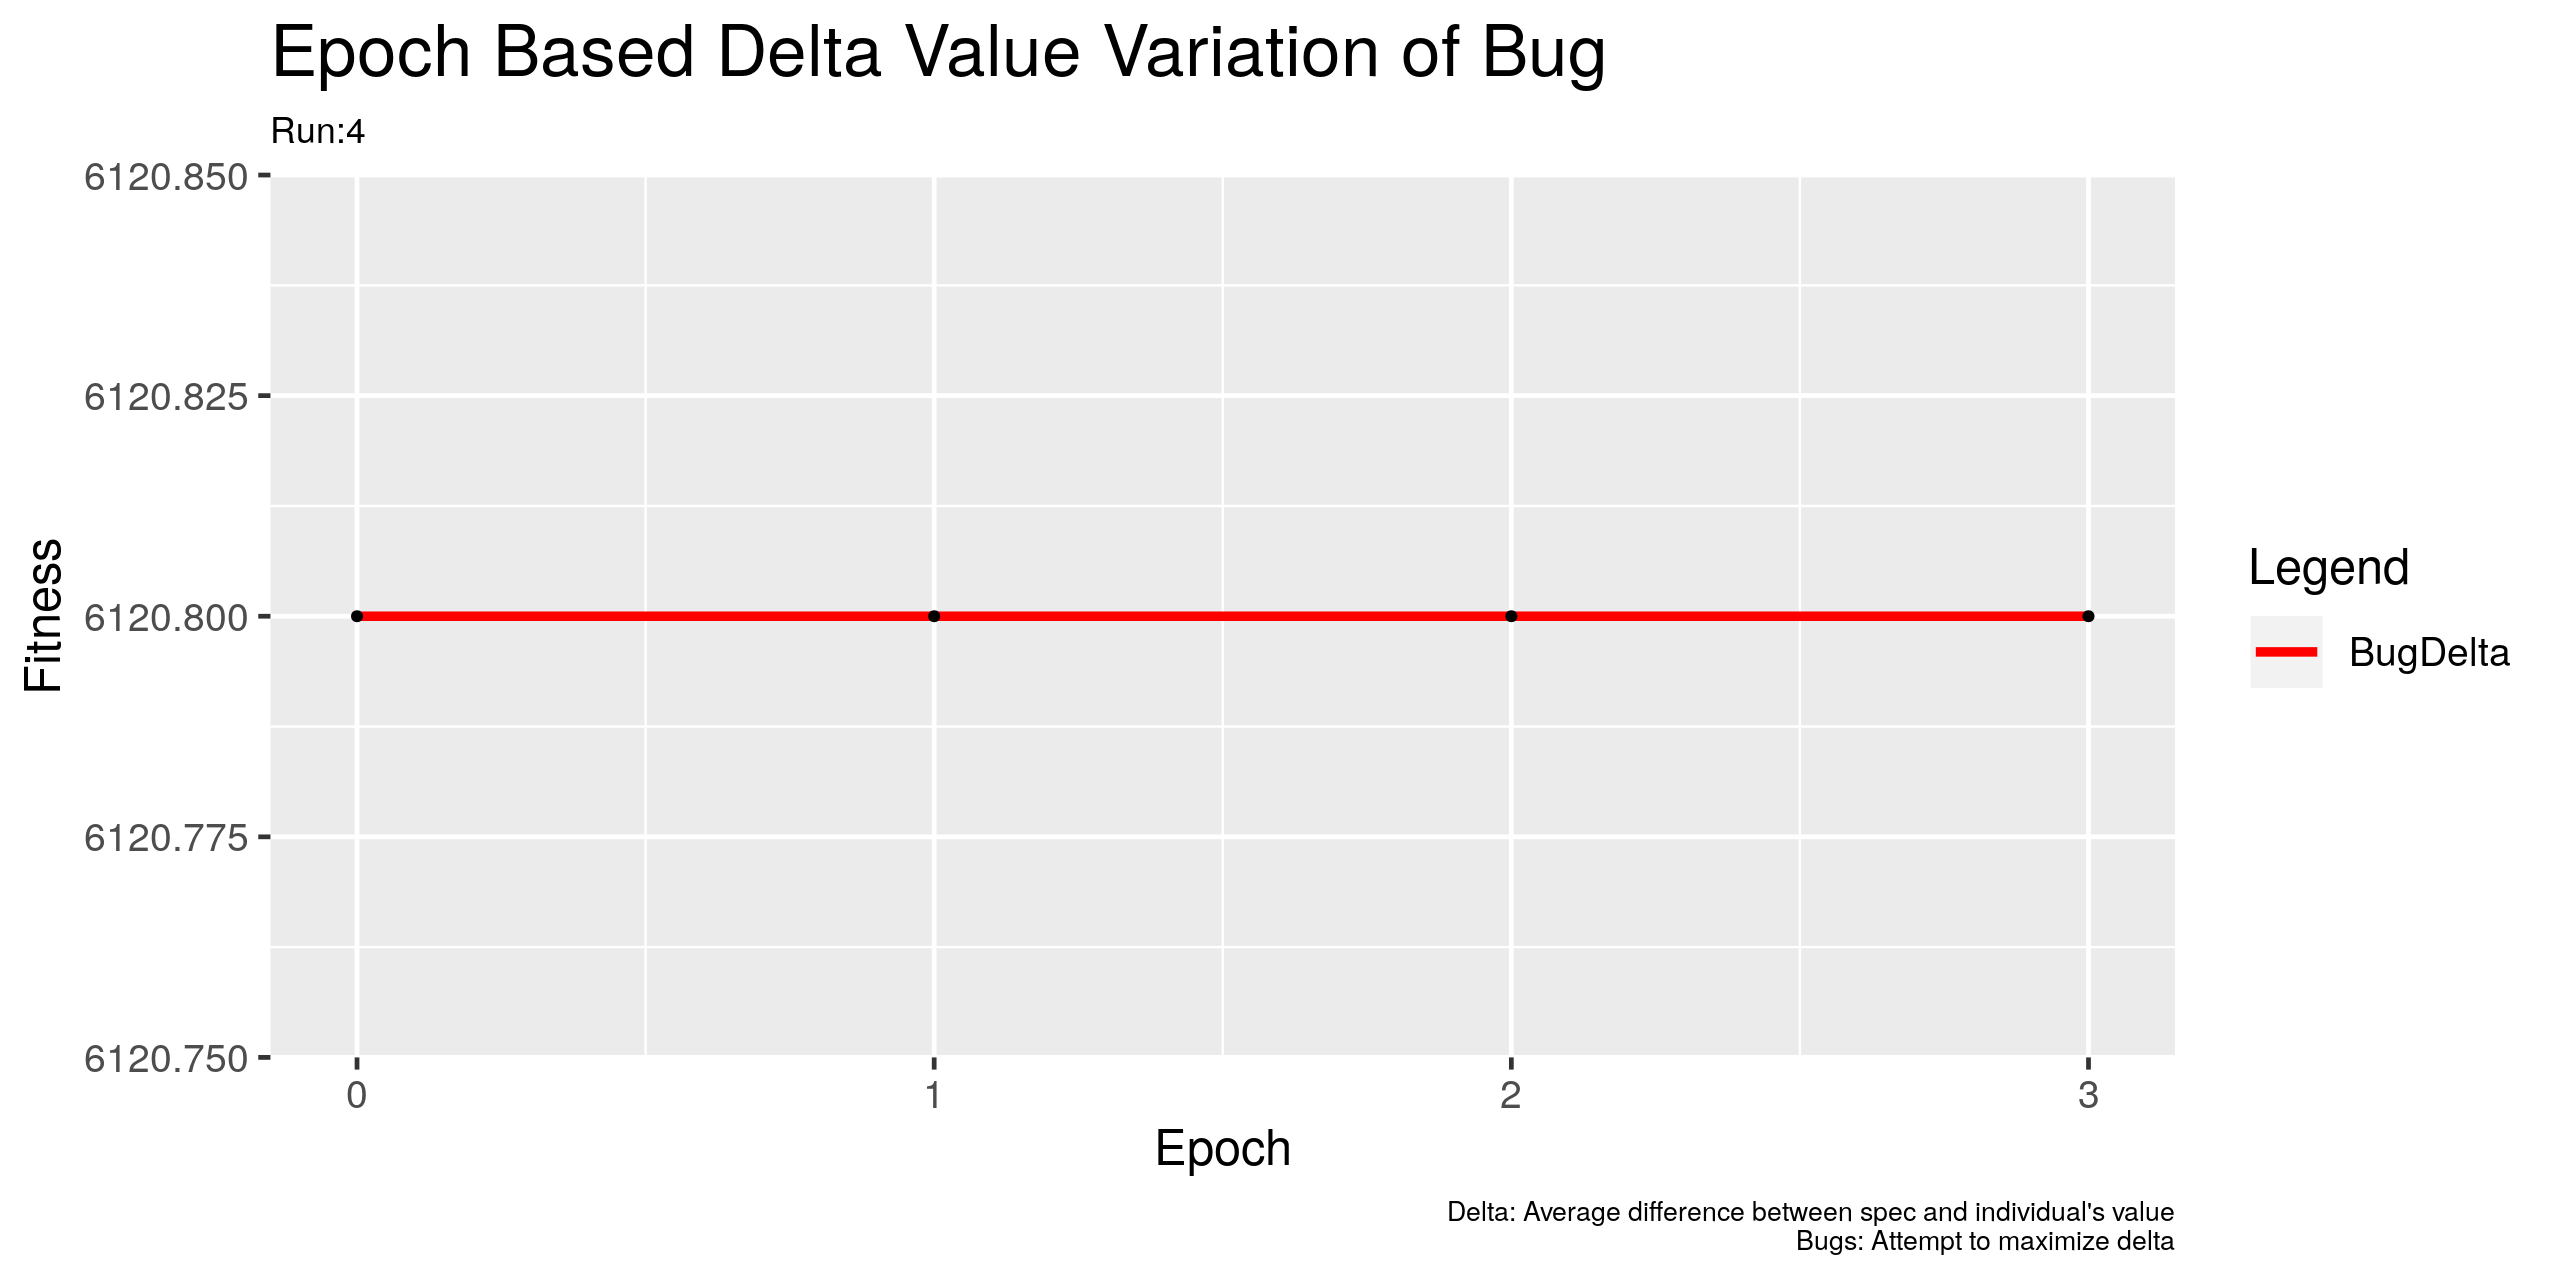 Epoch Based Delta Value Variation of Bug
Run:4
6120.850
6120.825
6120.800
6120.775
6120.750
Fitness
0 1 2 3
Epoch
Legend
BugDelta
Delta: Average difference between spec and individual's value
Bugs: Attempt to maximize delta